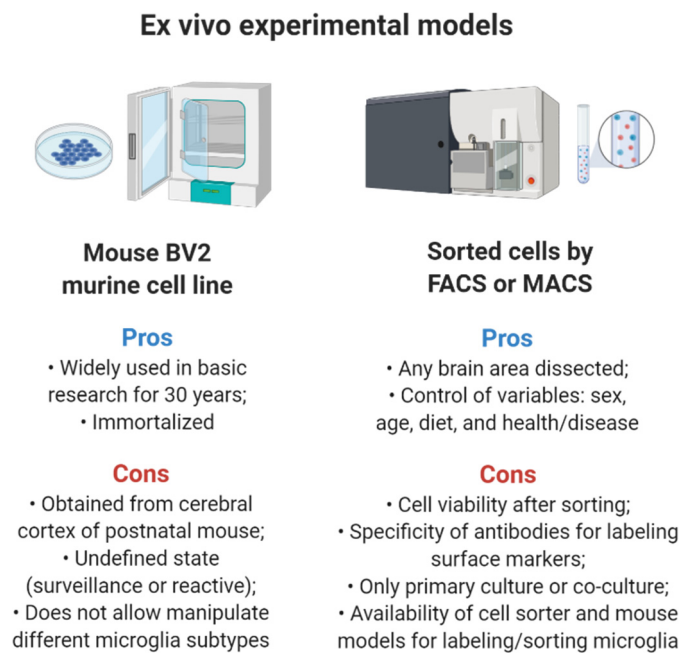 Ex vivo experimental models
Mouse BV2
murine cell line
Pros
• Widely used in basic
research for 30 years;
• Immortalized
Cons
• Obtained from cerebral
cortex of postnatal mouse;
• Undefined state
(surveillance or reactive);
• Does not allow manipulate
different microglia subtypes
Sorted cells by
FACS or MACS
Pros
• Any brain area dissected;
• Control of variables: sex,
age, diet, and health/disease
Cons
• Cell viability after sorting;
• Specificity of antibodies for labeling
surface markers;
• Only primary culture or co-culture;
• Availability of cell sorter and mouse
models for labeling/sorting microglia